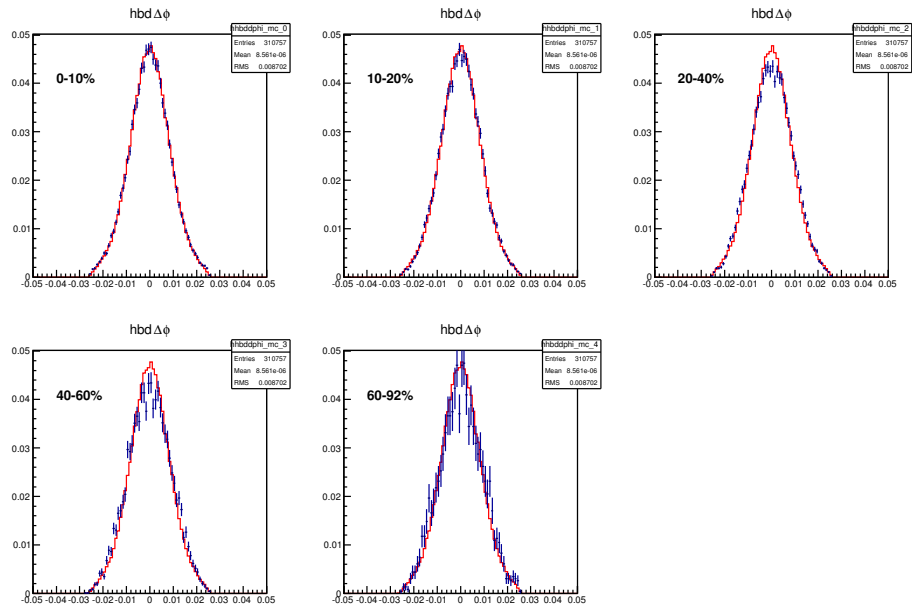 hbd Δϕ
hhbddphi_mc_0
Entries 310757
Mean 8.561e-06
RMS 0.008702
0-10%
0.05
0.04
0.03
0.02
0.01
0
-0.05 -0.04 -0.03 -0.02 -0.01 0 0.01 0.02 0.03 0.04 0.05
hbd Δϕ
hhbddphi_mc_1
Entries 310757
Mean 8.561e-06
RMS 0.008702
10-20%
0.05
0.04
0.03
0.02
0.01
0
-0.05 -0.04 -0.03 -0.02 -0.01 0 0.01 0.02 0.03 0.04 0.05
hbd Δϕ
hhbddphi_mc_2
Entries 310757
Mean 8.561e-06
RMS 0.008702
20-40%
0.05
0.04
0.03
0.02
0.01
0
-0.05 -0.04 -0.03 -0.02 -0.01 0 0.01 0.02 0.03 0.04 0.05
hbd Δϕ
hhbddphi_mc_3
Entries 310757
Mean 8.561e-06
RMS 0.008702
40-60%
0.05
0.04
0.03
0.02
0.01
0
-0.05 -0.04 -0.03 -0.02 -0.01 0 0.01 0.02 0.03 0.04 0.05
hbd Δϕ
hhbddphi_mc_4
Entries 310757
Mean 8.561e-06
RMS 0.008702
60-92%
0.05
0.04
0.03
0.02
0.01
0
-0.05 -0.04 -0.03 -0.02 -0.01 0 0.01 0.02 0.03 0.04 0.05